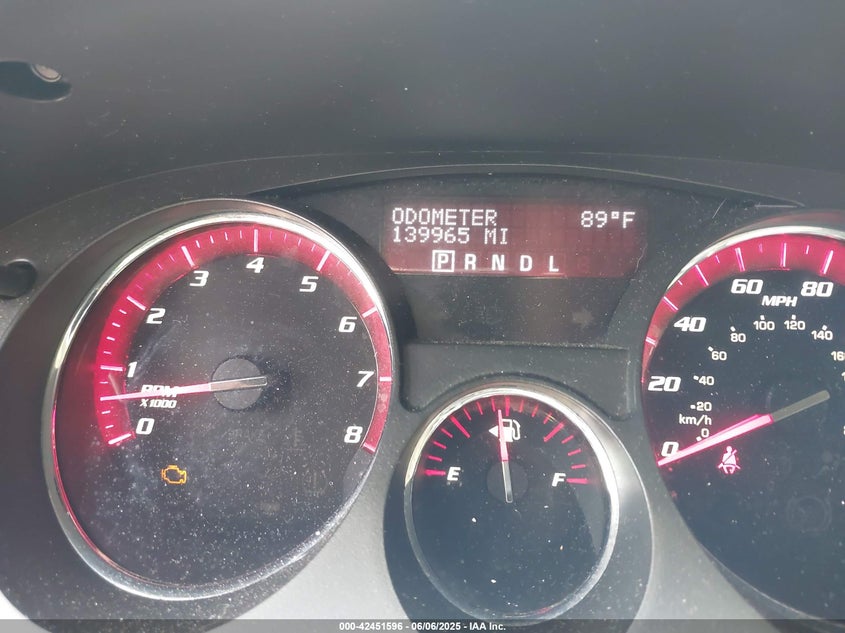 ODOMETER 89°F
139965 MI
P R N D L
0 1 2 3 4 5 6 7 8
RPM
X1000
E F
0 20 40 60 80
MPH
0 20 40 60 80 100 120 140 160
km/h
000-42451596 - 06/06/2025 - IAA Inc.